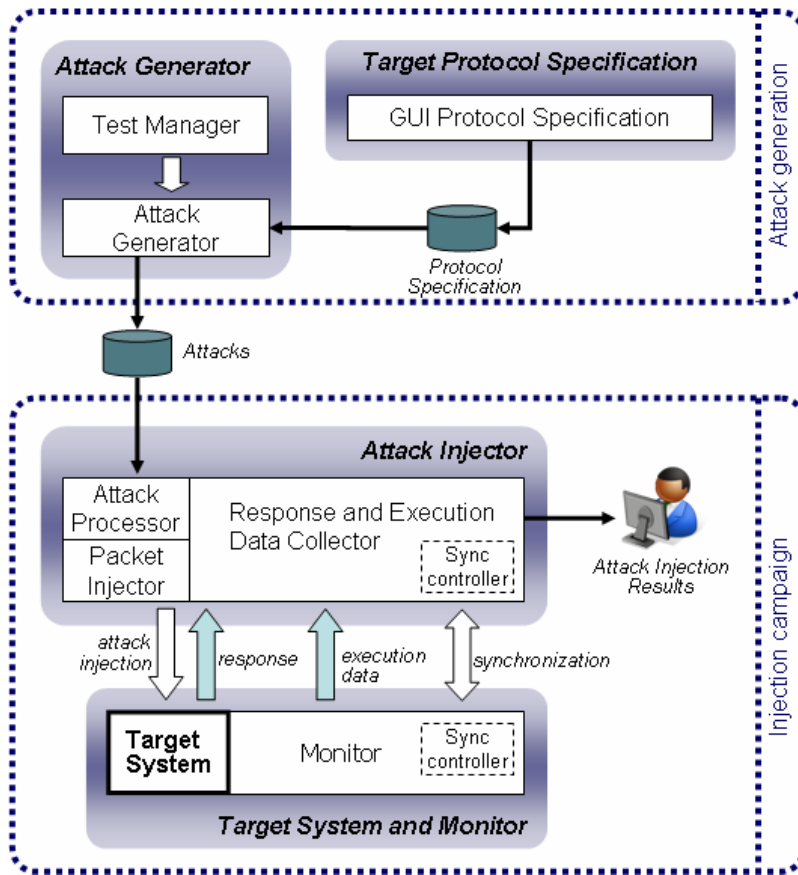 Attack Generator
Target Protocol Specification
Test Manager
GUI Protocol Specification
Attack
Generator
Protocol
Specification
Attack generation
Attacks
Attack Injector
Attack
Processor
Packet
Injector
Response and Execution
Data Collector
Sync
controller
Attack Injection
Results
attack
injection
response
execution
data
synchronization
Target
System
Monitor
Sync
controller
Target System and Monitor
Injection campaign